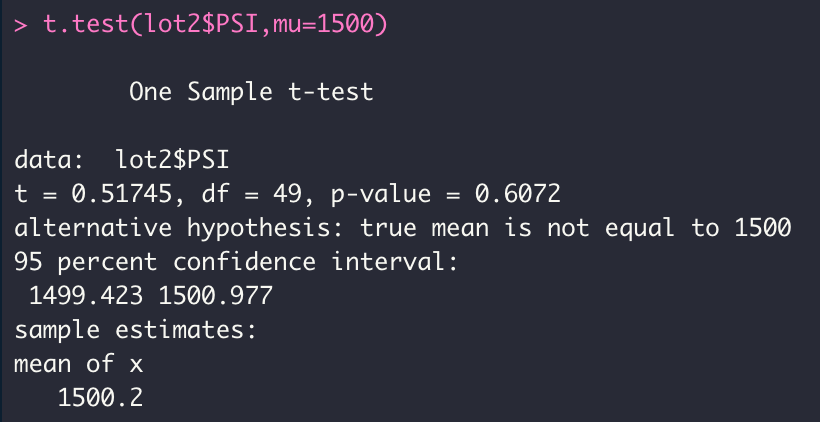 > t.test(lot2$PSI,mu=1500)
One Sample t-test
data:  lot2$PSI
t = 0.51745, df = 49, p-value = 0.6072
alternative hypothesis: true mean is not equal to 1500
95 percent confidence interval:
1499.423 1500.977
sample estimates:
mean of x
1500.2